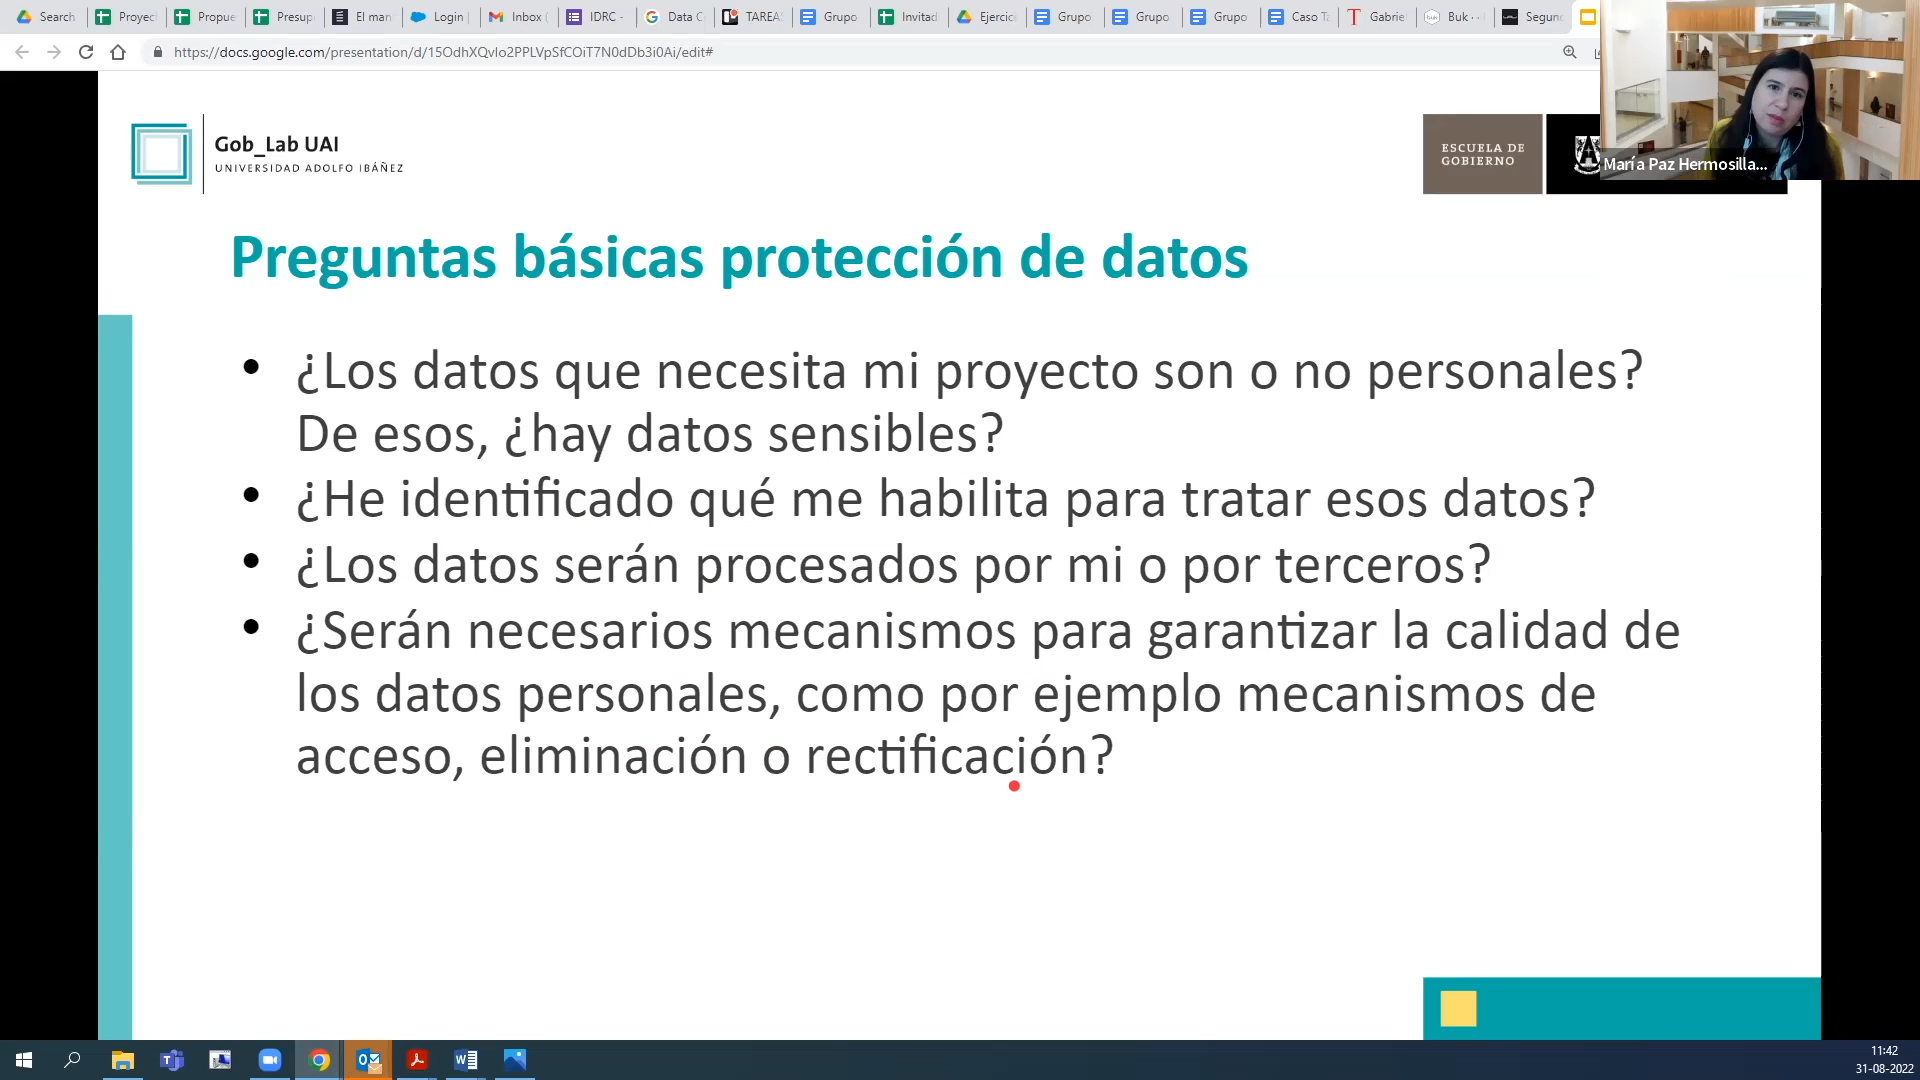 Search
Proyec
Propue
Presup
El man
Login
Inbox (
IDRC -
Data C
TAREAS
Grupo
Invitad
Ejercici
Grupo
Grupo
Grupo
Caso T
Gabrie
Buk · ·
Segun
https://docs.google.com/presentation/d/15OdhXQvIo2PPLVpSfCOiT7N0dDb3i0Ai/edit#
Gob_Lab UAI
UNIVERSIDAD ADOLFO IBÁÑEZ
ESCUELA DE
GOBIERNO
María Paz Hermosilla...
Preguntas básicas protección de datos
• ¿Los datos que necesita mi proyecto son o no personales?
De esos, ¿hay datos sensibles?
• ¿He identificado qué me habilita para tratar esos datos?
• ¿Los datos serán procesados por mi o por terceros?
• ¿Serán necesarios mecanismos para garantizar la calidad de
los datos personales, como por ejemplo mecanismos de
acceso, eliminación o rectificación?
11:42
31-08-2022